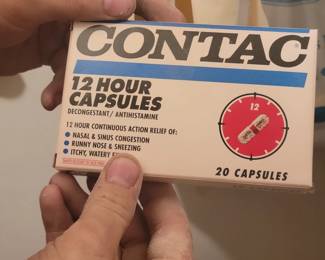 CONTAC
12 HOUR
CAPSULES
DECONGESTANT/ ANTIHISTAMINE
12 HOUR CONTINUOUS ACTION RELIEF OF:
• NASAL & SINUS CONGESTION
• RUNNY NOSE & SNEEZING
• ITCHY, WATERY
12
20 CAPSULES